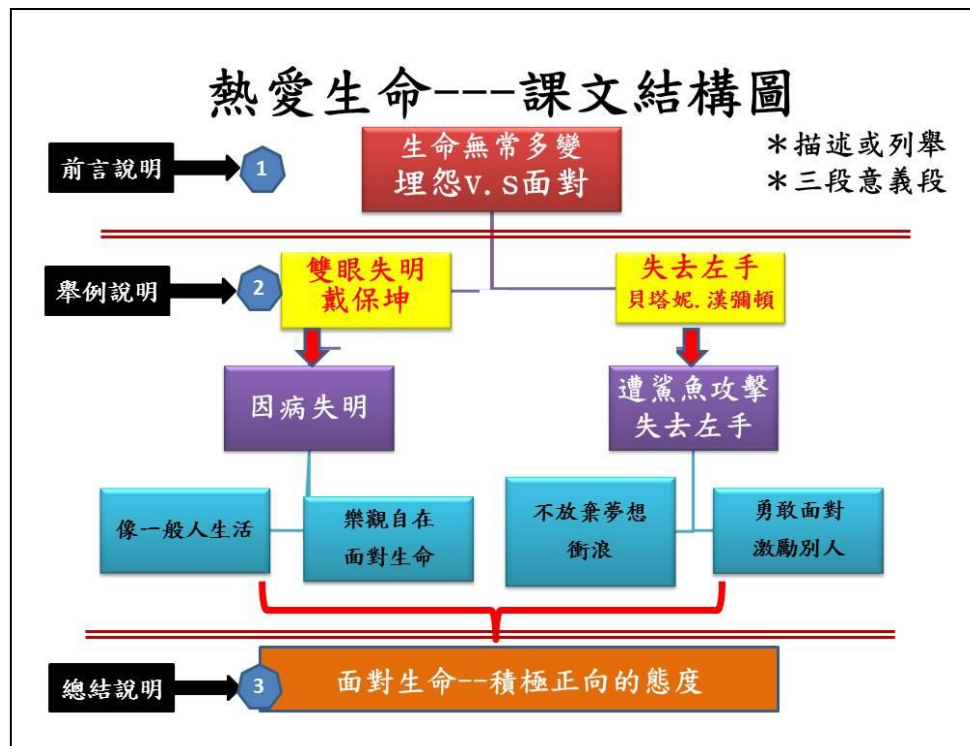 熱愛生命---課文結構圖
前言說明
1
生命無常多變
埋怨v.s面對
＊描述或列舉
＊三段意義段
舉例說明
2
雙眼失明
戴保坤
失去左手
貝塔妮.漢彌頓
因病失明
遭鯊魚攻擊
失去左手
像一般人生活
樂觀自在
面對生命
不放棄夢想
衝浪
勇敢面對
激勵別人
總結說明
3
面對生命--積極正向的態度